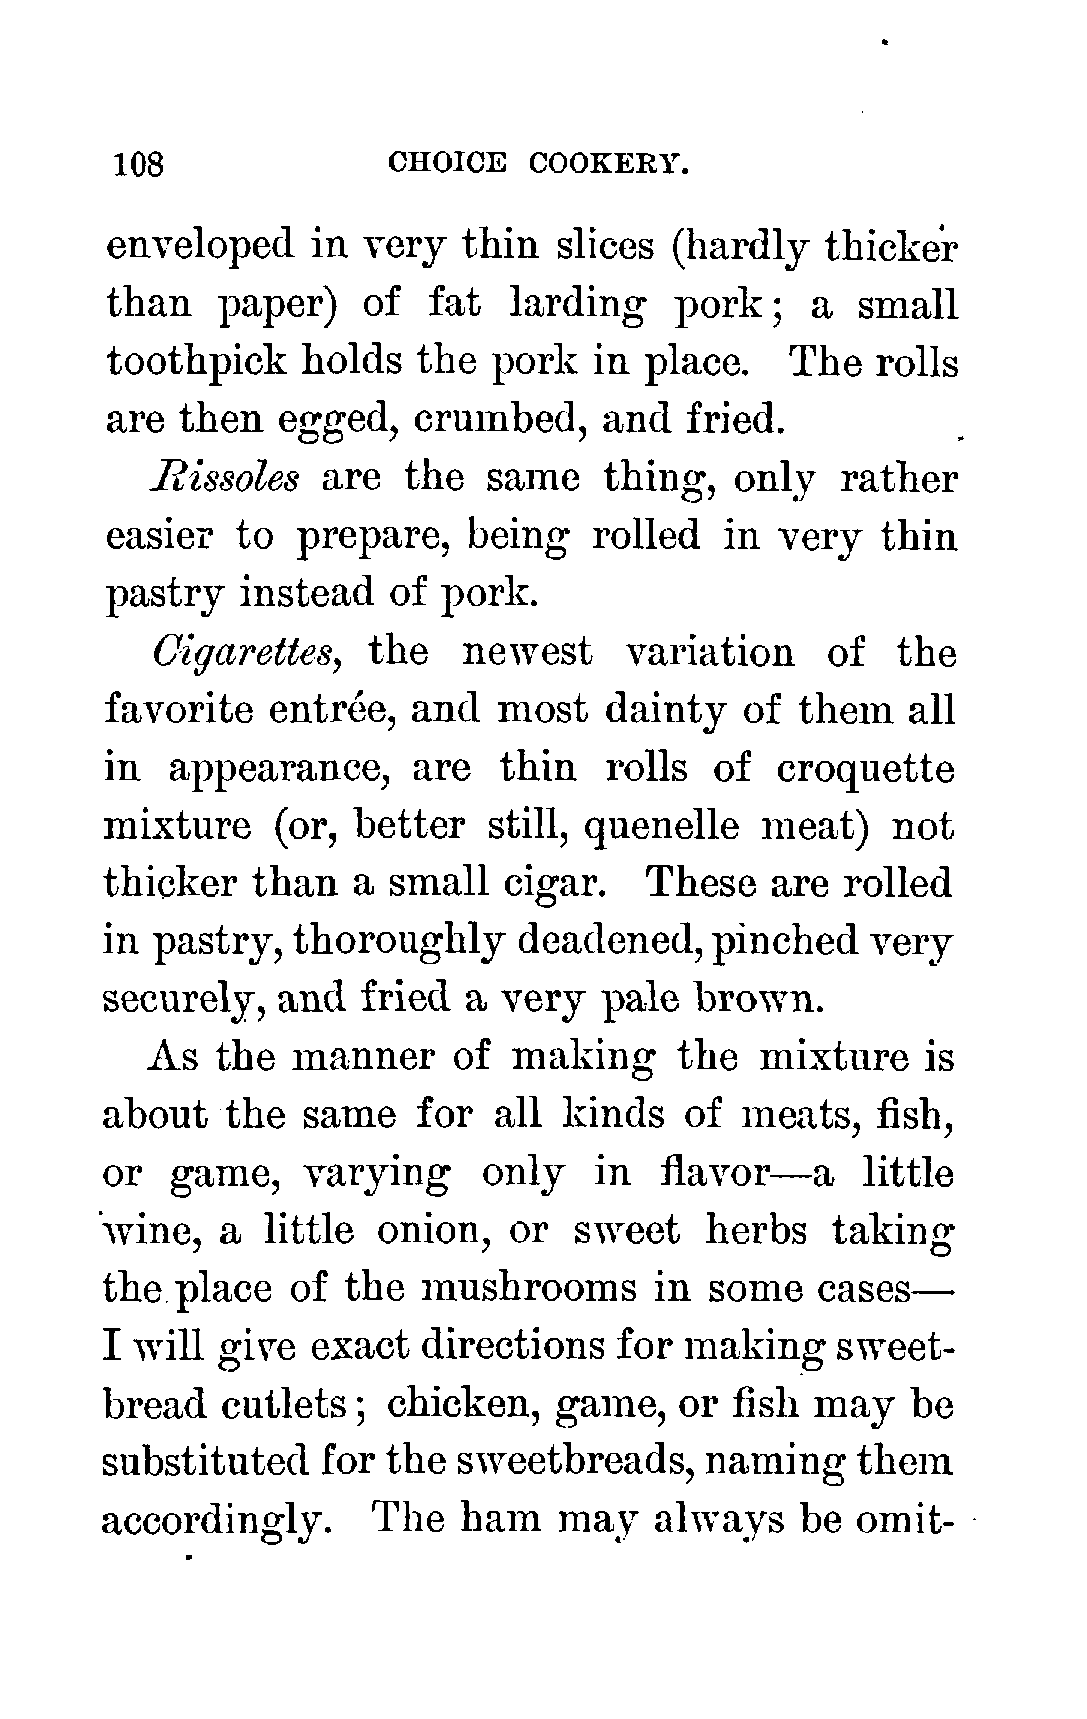 108 CHOICE COOKERY.
enveloped in very thin slices (hardly thicker
than paper) of fat larding pork; a small
toothpick holds the pork in place. The rolls
are then egged, crumbed, and fried.
Rissoles are the same thing, only rather
easier to prepare, being rolled in very thin
pastry instead of pork.
Cigarettes, the newest variation of the
favorite entrée, and most dainty of them all
in appearance, are thin rolls of croquette
mixture (or, better still, quenelle meat) not
thicker than a small cigar. These are rolled
in pastry, thoroughly deadened, pinched very
securely, and fried a very pale brown.
As the manner of making the mixture is
about the same for all kinds of meats, fish,
or game, varying only in flavor—a little
wine, a little onion, or sweet herbs taking
the place of the mushrooms in some cases—
I will give exact directions for making sweet-
bread cutlets; chicken, game, or fish may be
substituted for the sweetbreads, naming them
accordingly. The ham may always be omit-